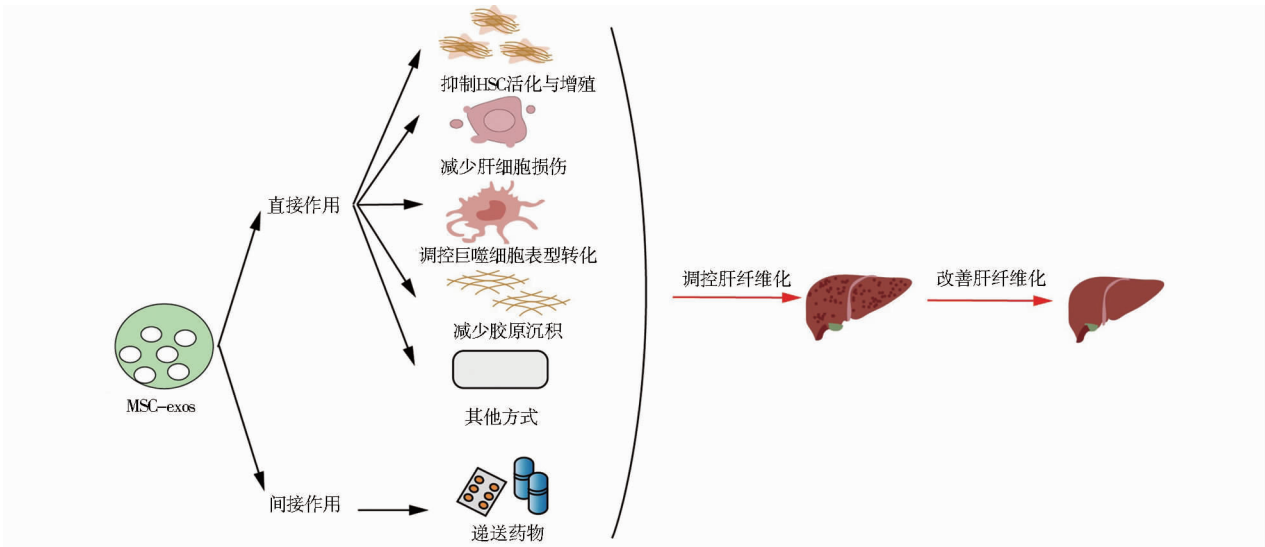 抑制HSC活化与增殖
减少肝细胞损伤
直接作用
调控巨噬细胞表型转化
调控肝纤维化
改善肝纤维化
减少胶原沉积
MSC-exos
其他方式
间接作用
递送药物